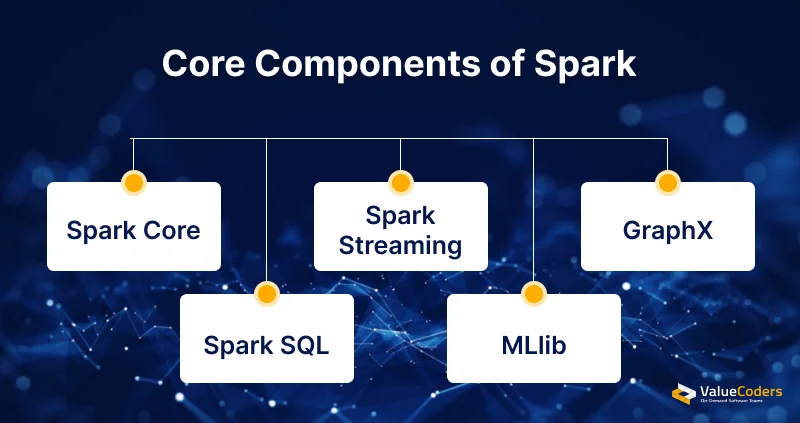 Core Components of Spark
Spark Core
Spark
Streaming
GraphX
Spark SQL
MLlib
ValueCoders
On Demand Software Teams